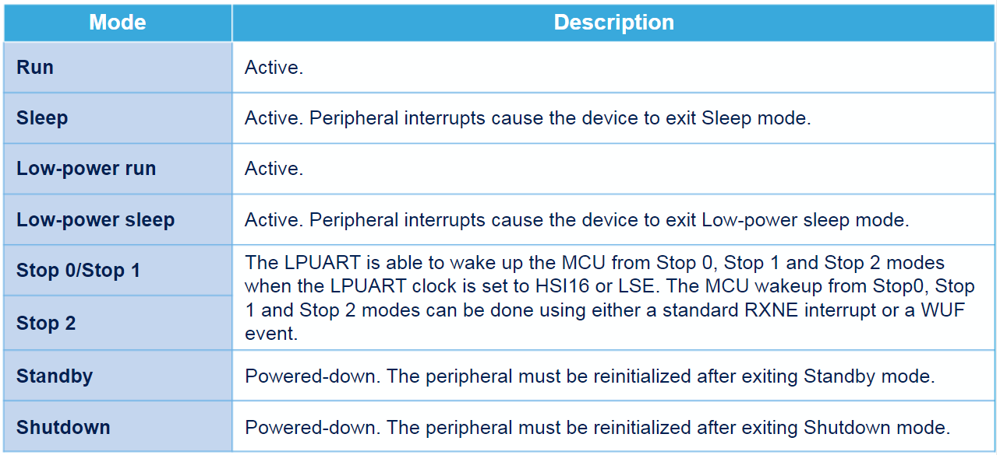 Mode Description
Run Active.
Sleep Active. Peripheral interrupts cause the device to exit Sleep mode.
Low-power run Active.
Low-power sleep Active. Peripheral interrupts cause the device to exit Low-power sleep mode.
Stop 0/Stop 1
Stop 2
The LPUART is able to wake up the MCU from Stop 0, Stop 1 and Stop 2 modes
when the LPUART clock is set to HSI16 or LSE. The MCU wakeup from Stop0, Stop
1 and Stop 2 modes can be done using either a standard RXNE interrupt or a WUF
event.
Standby Powered-down. The peripheral must be reinitialized after exiting Standby mode.
Shutdown Powered-down. The peripheral must be reinitialized after exiting Shutdown mode.